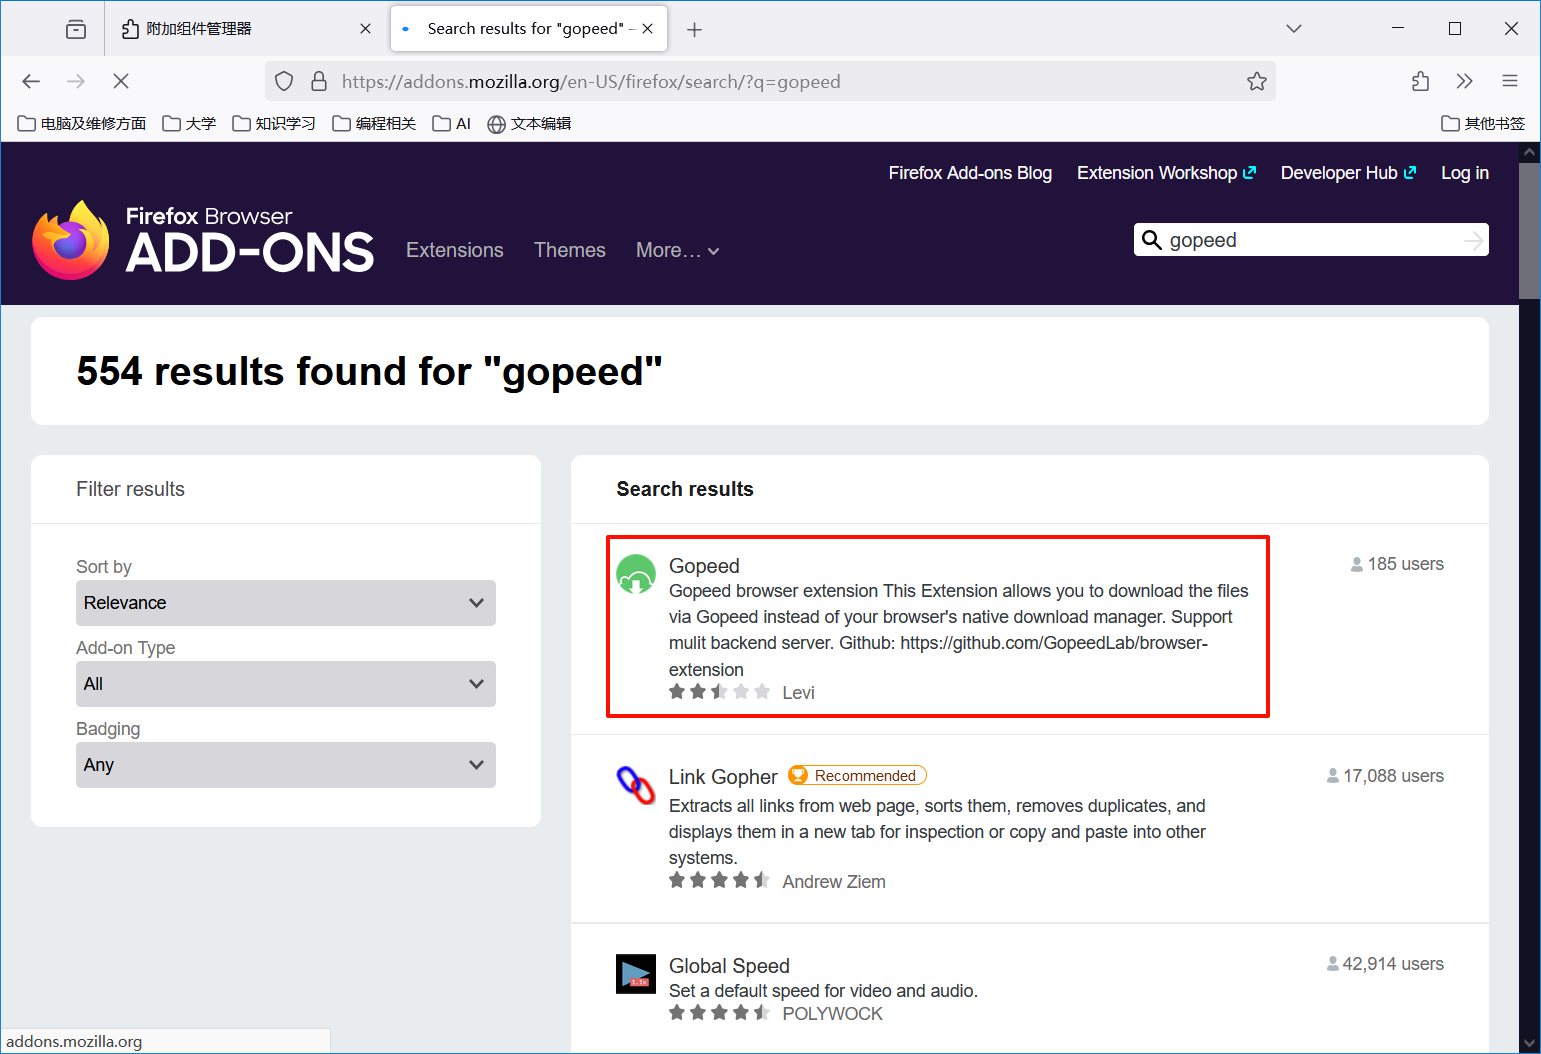 附加组件管理器
Search results for "gopeed" –
https://addons.mozilla.org/en-US/firefox/search/?q=gopeed
电脑及维修方面 大学 知识学习 编程相关 AI 文本编辑 其他书签
Firefox Add-ons Blog Extension Workshop Developer Hub Log in
Firefox Browser
ADD-ONS
Extensions Themes More…
gopeed
554 results found for "gopeed"
Filter results
Sort by
Relevance
Add-on Type
All
Badging
Any
Search results
Gopeed
185 users
Gopeed browser extension This Extension allows you to download the files
via Gopeed instead of your browser's native download manager. Support
mulit backend server. Github: https://github.com/GopeedLab/browser-
extension
Levi
Link Gopher Recommended
17,088 users
Extracts all links from web page, sorts them, removes duplicates, and
displays them in a new tab for inspection or copy and paste into other
systems.
Andrew Ziem
1.1x
Global Speed
42,914 users
Set a default speed for video and audio.
POLYWOCK
addons.mozilla.org